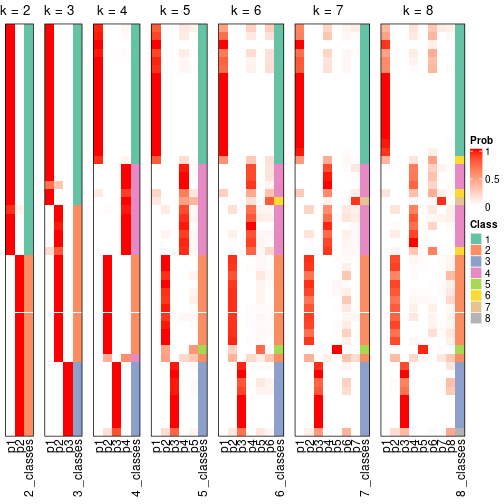 k = 2 k = 3 k = 4 k = 5 k = 6 k = 7 k = 8
Prob
1
0.5
0
Class
1
2
3
4
5
6
7
8
p1 p2 2_classes
p1 p2 p3 3_classes
p1 p2 p3 p4 4_classes
p1 p2 p3 p4 p5 5_classes
p1 p2 p3 p4 p5 p6 6_classes
p1 p2 p3 p4 p5 p6 p7 7_classes
p1 p2 p3 p4 p5 p6 p7 p8 8_classes